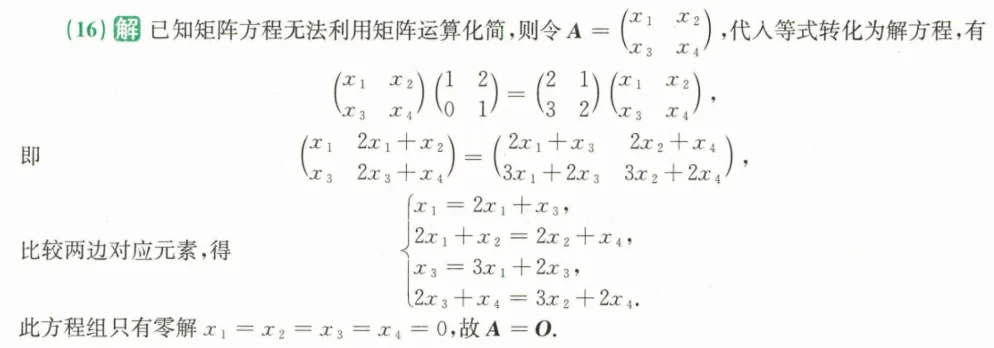 (16) 解 已知矩阵方程无法利用矩阵运算化简,则令 A = \begin{pmatrix} x_1 & x_2 \\ x_3 & x_4 \end{pmatrix},代入等式转化为解方程,有
\begin{pmatrix} x_1 & x_2 \\ x_3 & x_4 \end{pmatrix} \begin{pmatrix} 1 & 2 \\ 0 & 1 \end{pmatrix} = \begin{pmatrix} 2 & 1 \\ 3 & 2 \end{pmatrix} \begin{pmatrix} x_1 & x_2 \\ x_3 & x_4 \end{pmatrix},
即 \begin{pmatrix} x_1 & 2x_1+x_2 \\ x_3 & 2x_3+x_4 \end{pmatrix} = \begin{pmatrix} 2x_1+x_3 & 2x_2+x_4 \\ 3x_1+2x_3 & 3x_2+2x_4 \end{pmatrix},
比较两边对应元素,得 \begin{cases} x_1 = 2x_1+x_3, \\ 2x_1+x_2 = 2x_2+x_4, \\ x_3 = 3x_1+2x_3, \\ 2x_3+x_4 = 3x_2+2x_4. \end{cases}
此方程组只有零解 x_1 = x_2 = x_3 = x_4 = 0,故 A = O.